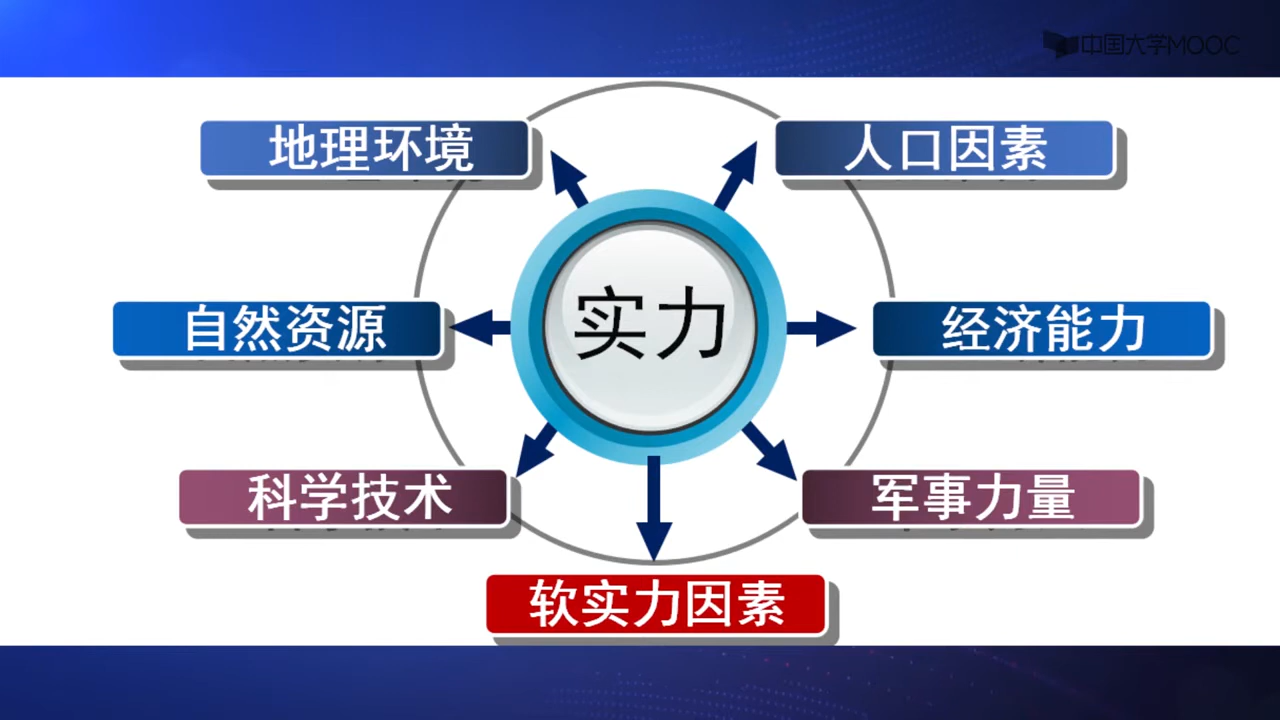 中国大学MOOC
地理环境
人口因素
自然资源
实力
经济能力
科学技术
军事力量
软实力因素